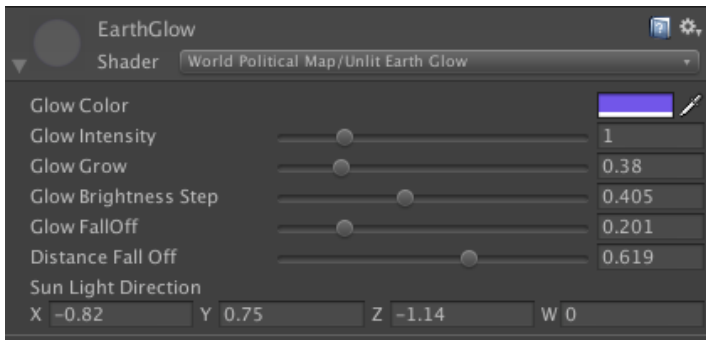 EarthGlow
Shader World Political Map/Unlit Earth Glow
Glow Color
Glow Intensity 1
Glow Grow 0.38
Glow Brightness Step 0.405
Glow FallOff 0.201
Distance Fall Off 0.619
Sun Light Direction
X −0.82 Y 0.75 Z −1.14 W 0